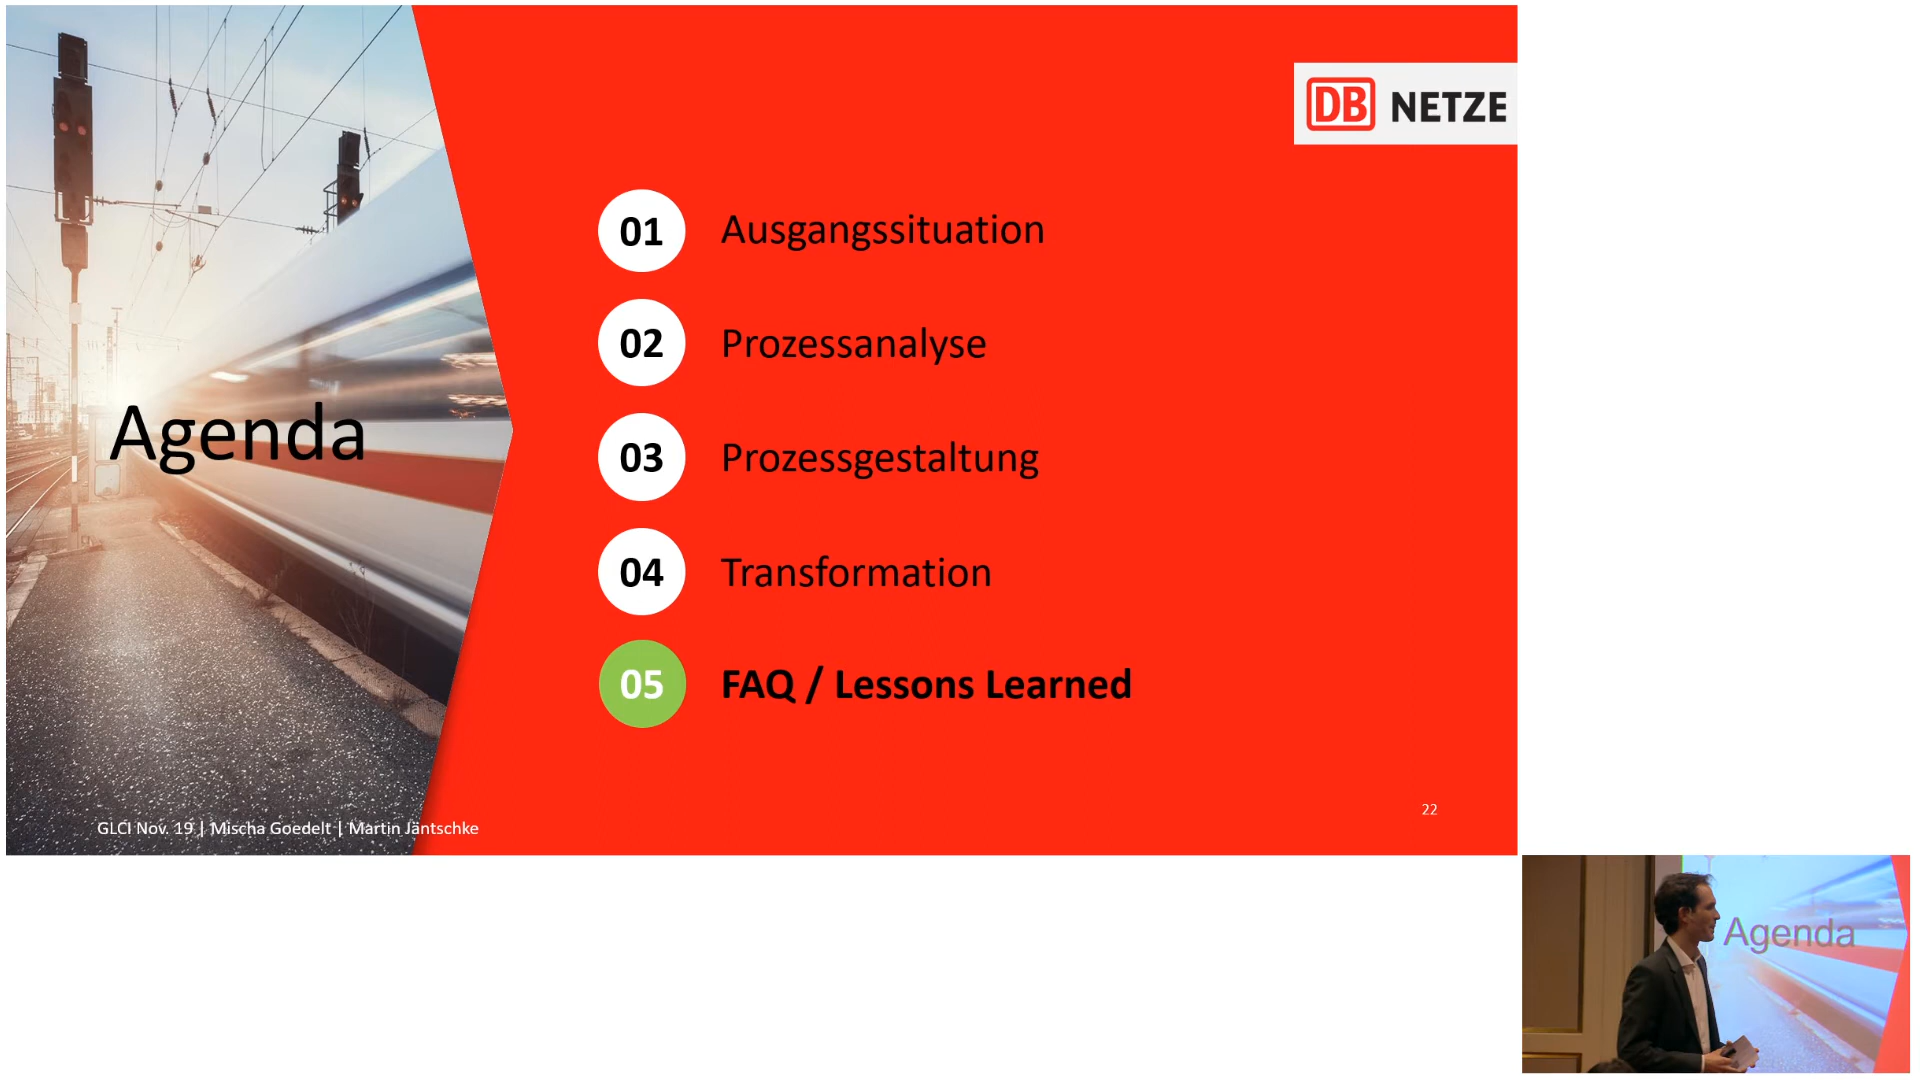 DB NETZE
Agenda
01 Ausgangssituation
02 Prozessanalyse
03 Prozessgestaltung
04 Transformation
05 FAQ / Lessons Learned
22
GLCI Nov. 19 | Mischa Goedelt | Martin Jäntschke
Agenda